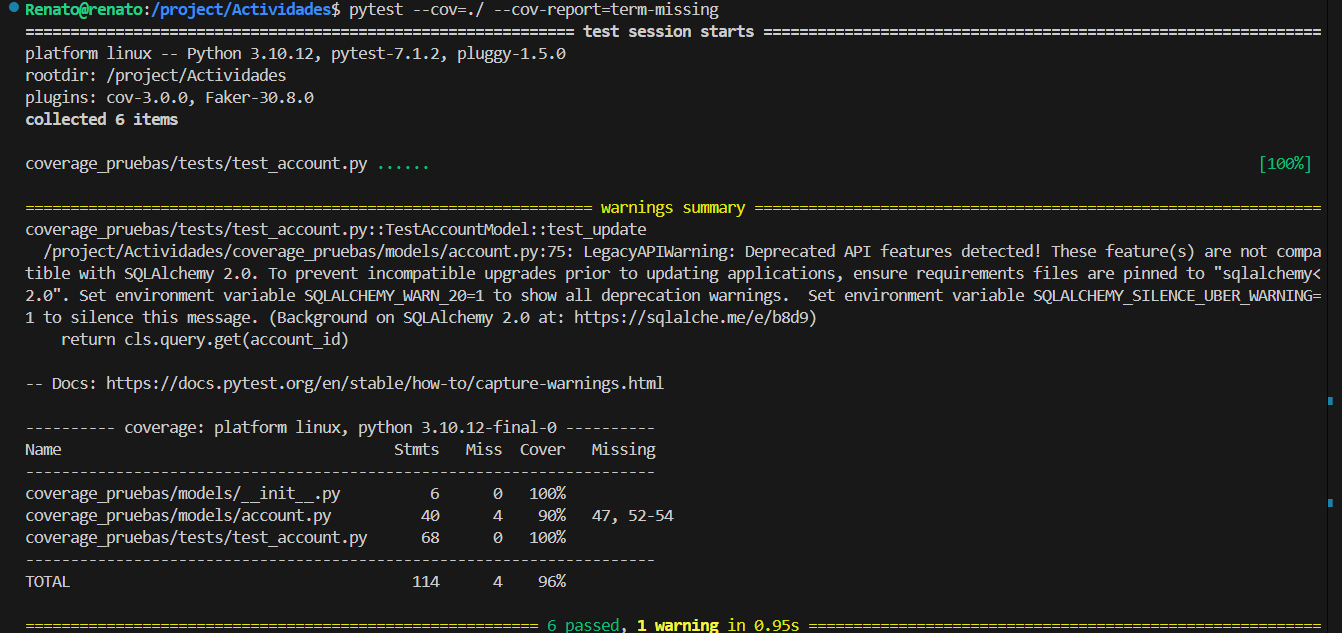 Renato@renato:/project/Actividades$ pytest --cov=./ --cov-report=term-missing
============================================================= test session starts ==============================================================
platform linux -- Python 3.10.12, pytest-7.1.2, pluggy-1.5.0
rootdir: /project/Actividades
plugins: cov-3.0.0, Faker-30.8.0
collected 6 items
coverage_pruebas/tests/test_account.py ...... [100%]
=============================================================== warnings summary ===============================================================
coverage_pruebas/tests/test_account.py::TestAccountModel::test_update
  /project/Actividades/coverage_pruebas/models/account.py:75: LegacyAPIWarning: Deprecated API features detected! These feature(s) are not compa
tible with SQLAlchemy 2.0. To prevent incompatible upgrades prior to updating applications, ensure requirements files are pinned to "sqlalchemy<
2.0". Set environment variable SQLALCHEMY_WARN_20=1 to show all deprecation warnings.  Set environment variable SQLALCHEMY_SILENCE_UBER_WARNING=
1 to silence this message. (Background on SQLAlchemy 2.0 at: https://sqlalche.me/e/b8d9)
    return cls.query.get(account_id)
-- Docs: https://docs.pytest.org/en/stable/how-to/capture-warnings.html
---------- coverage: platform linux, python 3.10.12-final-0 ----------
Name                                     Stmts   Miss  Cover   Missing
----------------------------------------------------------------------
coverage_pruebas/models/__init__.py          6      0   100%
coverage_pruebas/models/account.py          40      4    90%   47, 52-54
coverage_pruebas/tests/test_account.py      68      0   100%
----------------------------------------------------------------------
TOTAL                                      114      4    96%
========================================================= 6 passed, 1 warning in 0.95s =========================================================